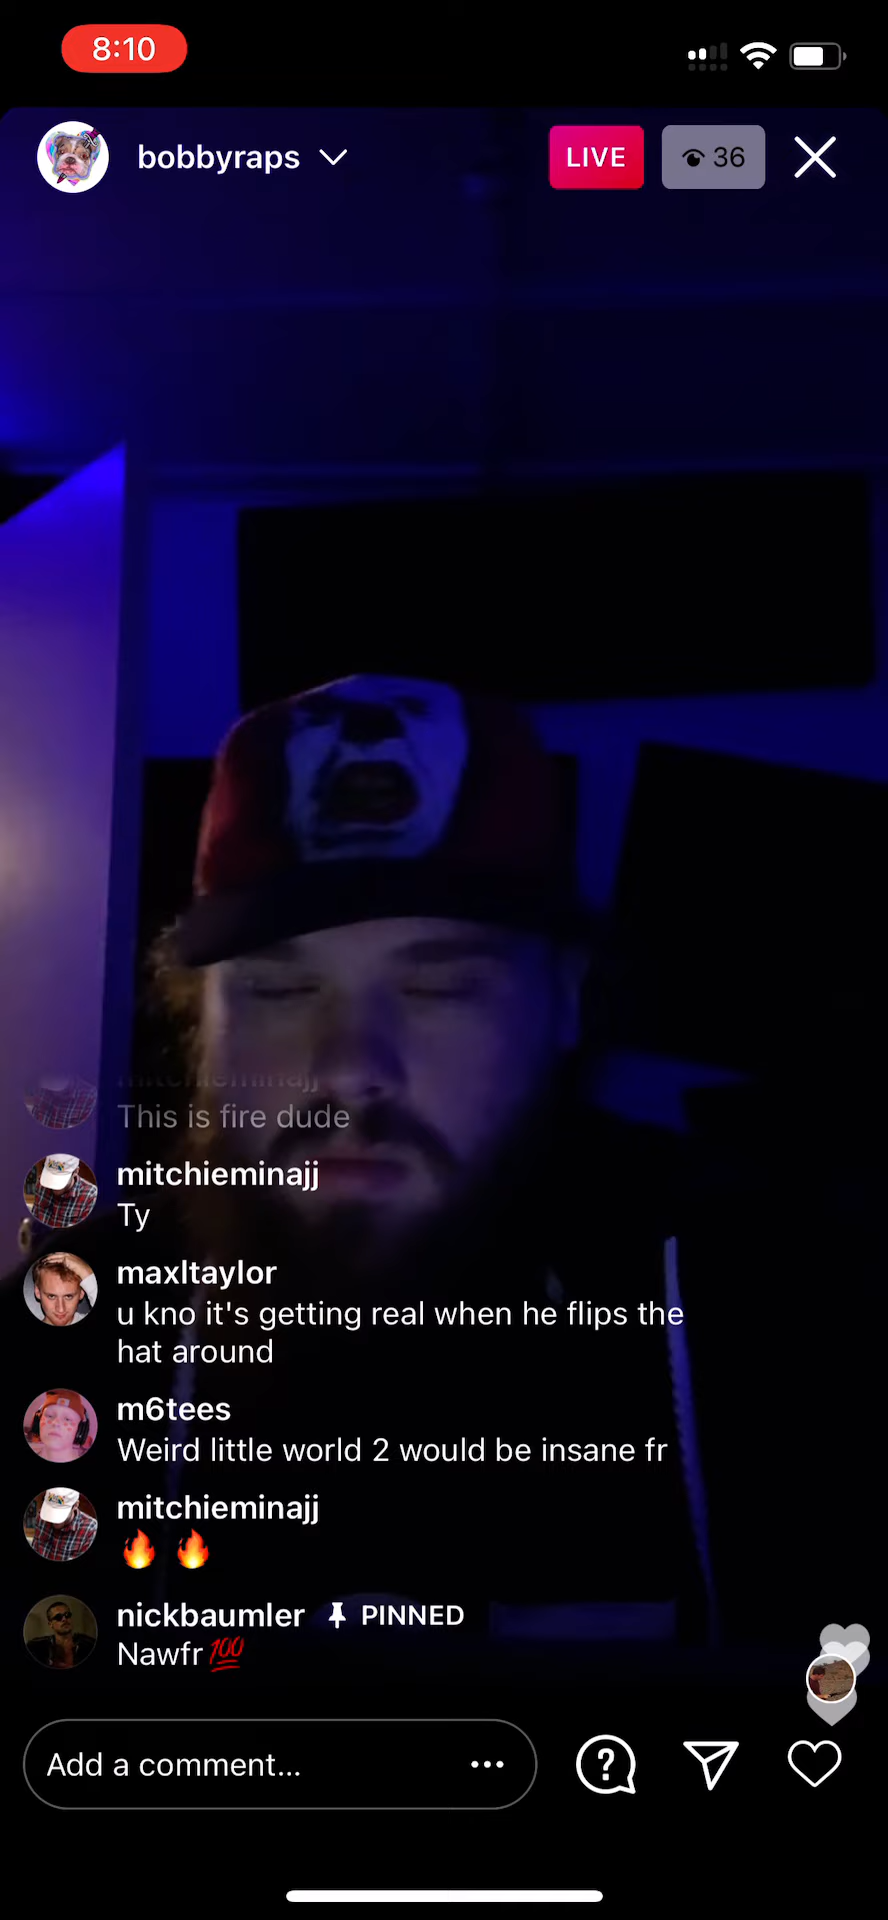 8:10
bobbyraps
LIVE
36
mitchieminajj
This is fire dude
mitchieminajj
Ty
maxltaylor
u kno it's getting real when he flips the
hat around
m6tees
Weird little world 2 would be insane fr
mitchieminajj
🔥 🔥
nickbaumler PINNED
Nawfr💯
Add a comment...